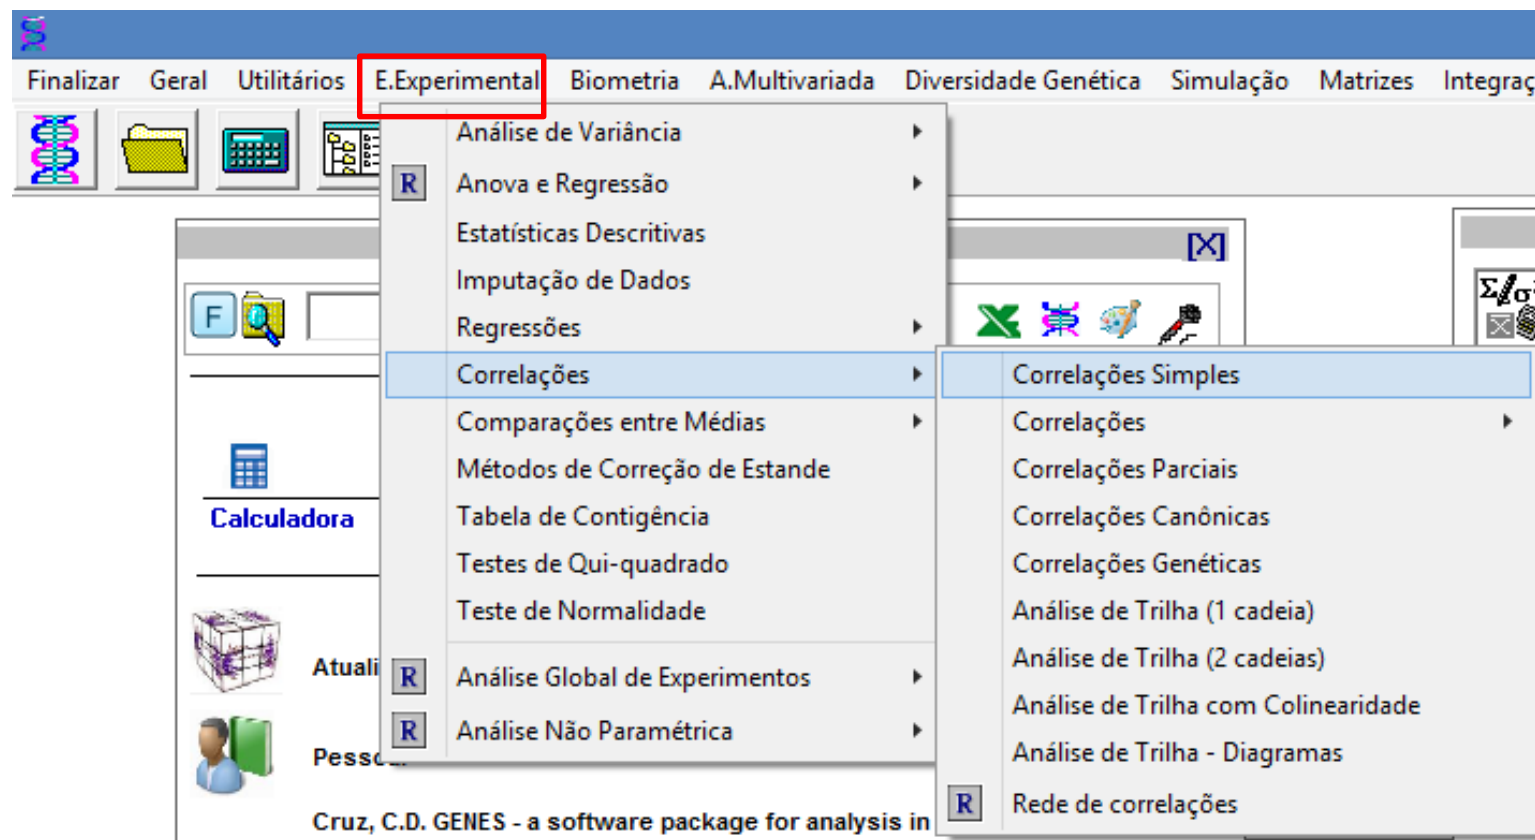 Finalizar Geral Utilitários E.Experimental Biometria A.Multivariada Diversidade Genética Simulação Matrizes Integraç
Análise de Variância
R Anova e Regressão
Estatísticas Descritivas
[X]
Imputação de Dados
F
Σ
Regressões
Correlações
Correlações Simples
Comparações entre Médias
Correlações
Métodos de Correção de Estande
Correlações Parciais
Calculadora
Tabela de Contigência
Correlações Canônicas
Testes de Qui-quadrado
Correlações Genéticas
Teste de Normalidade
Análise de Trilha (1 cadeia)
Análise de Trilha (2 cadeias)
Atuali
R Análise Global de Experimentos
Análise de Trilha com Colinearidade
R Análise Não Paramétrica
Análise de Trilha - Diagramas
R Rede de correlações
Cruz, C.D. GENES - a software package for analysis in